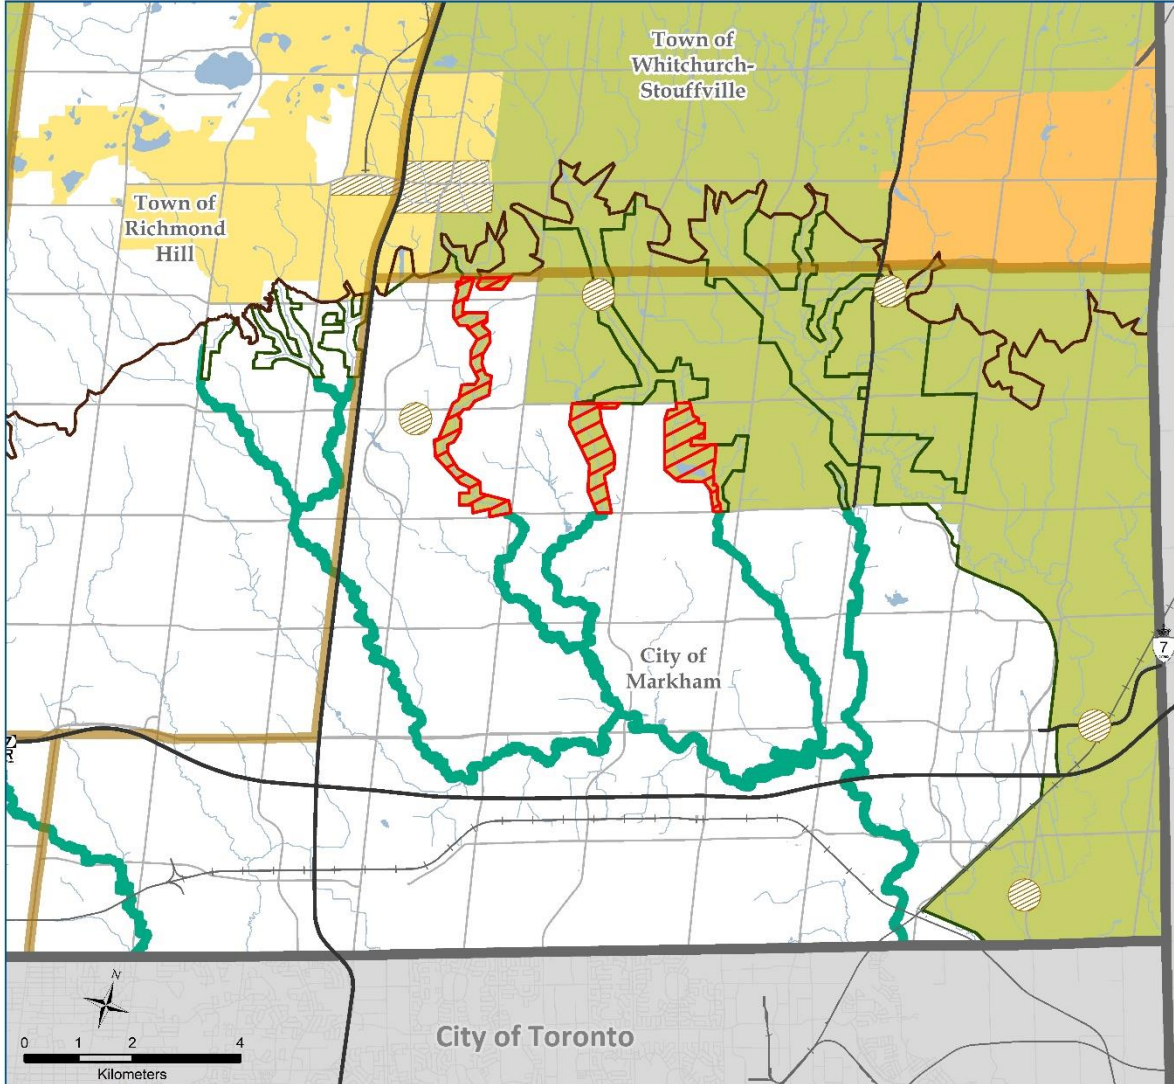 Town of
Whitchurch-
Stouffville
Town of
Richmond
Hill
7
City of
Markham
7
R
N
City of Toronto
0 1 2 4
Kilometers